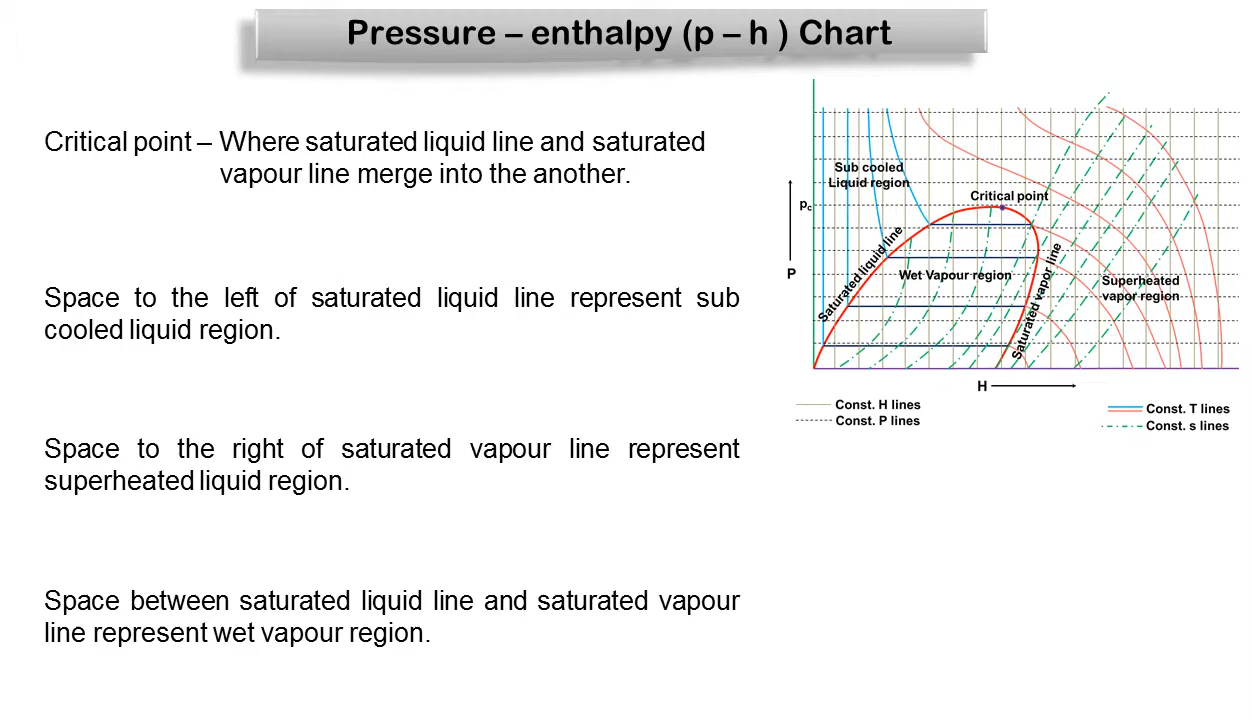 Pressure – enthalpy (p – h ) Chart
Critical point – Where saturated liquid line and saturated
vapour line merge into the another.
Space to the left of saturated liquid line represent sub
cooled liquid region.
Space to the right of saturated vapour line represent
superheated liquid region.
Space between saturated liquid line and saturated vapour
line represent wet vapour region.
Sub cooled
Liquid region
Critical point
pc
P
Saturated liquid line
Wet Vapour region
Saturated vapor line
Superheated
vapor region
H
Const. H lines
Const. P lines
Const. T lines
Const. s lines